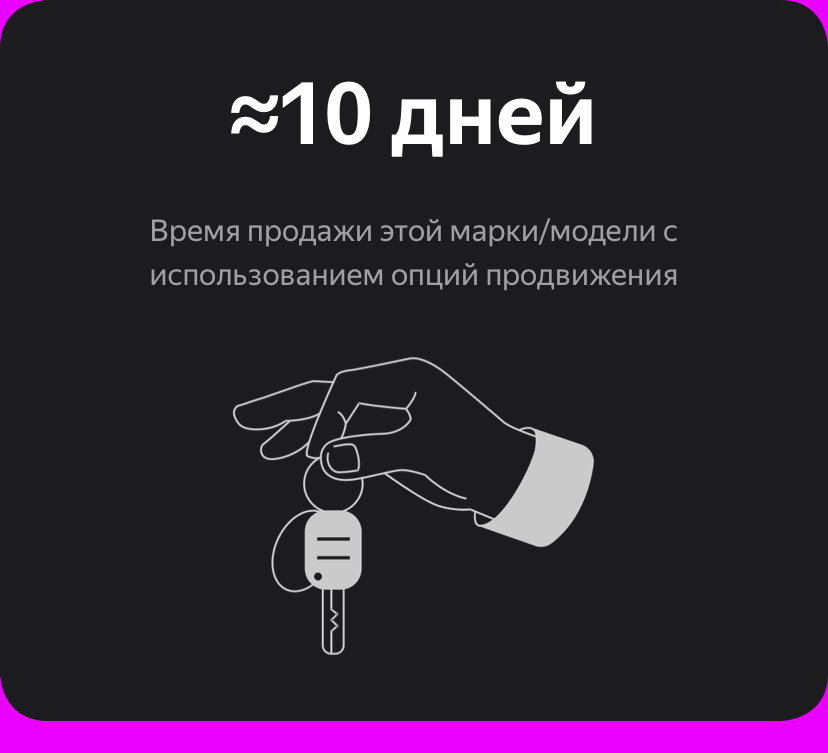 ≈10 дней
Время продажи этой марки/модели с
использованием опций продвижения